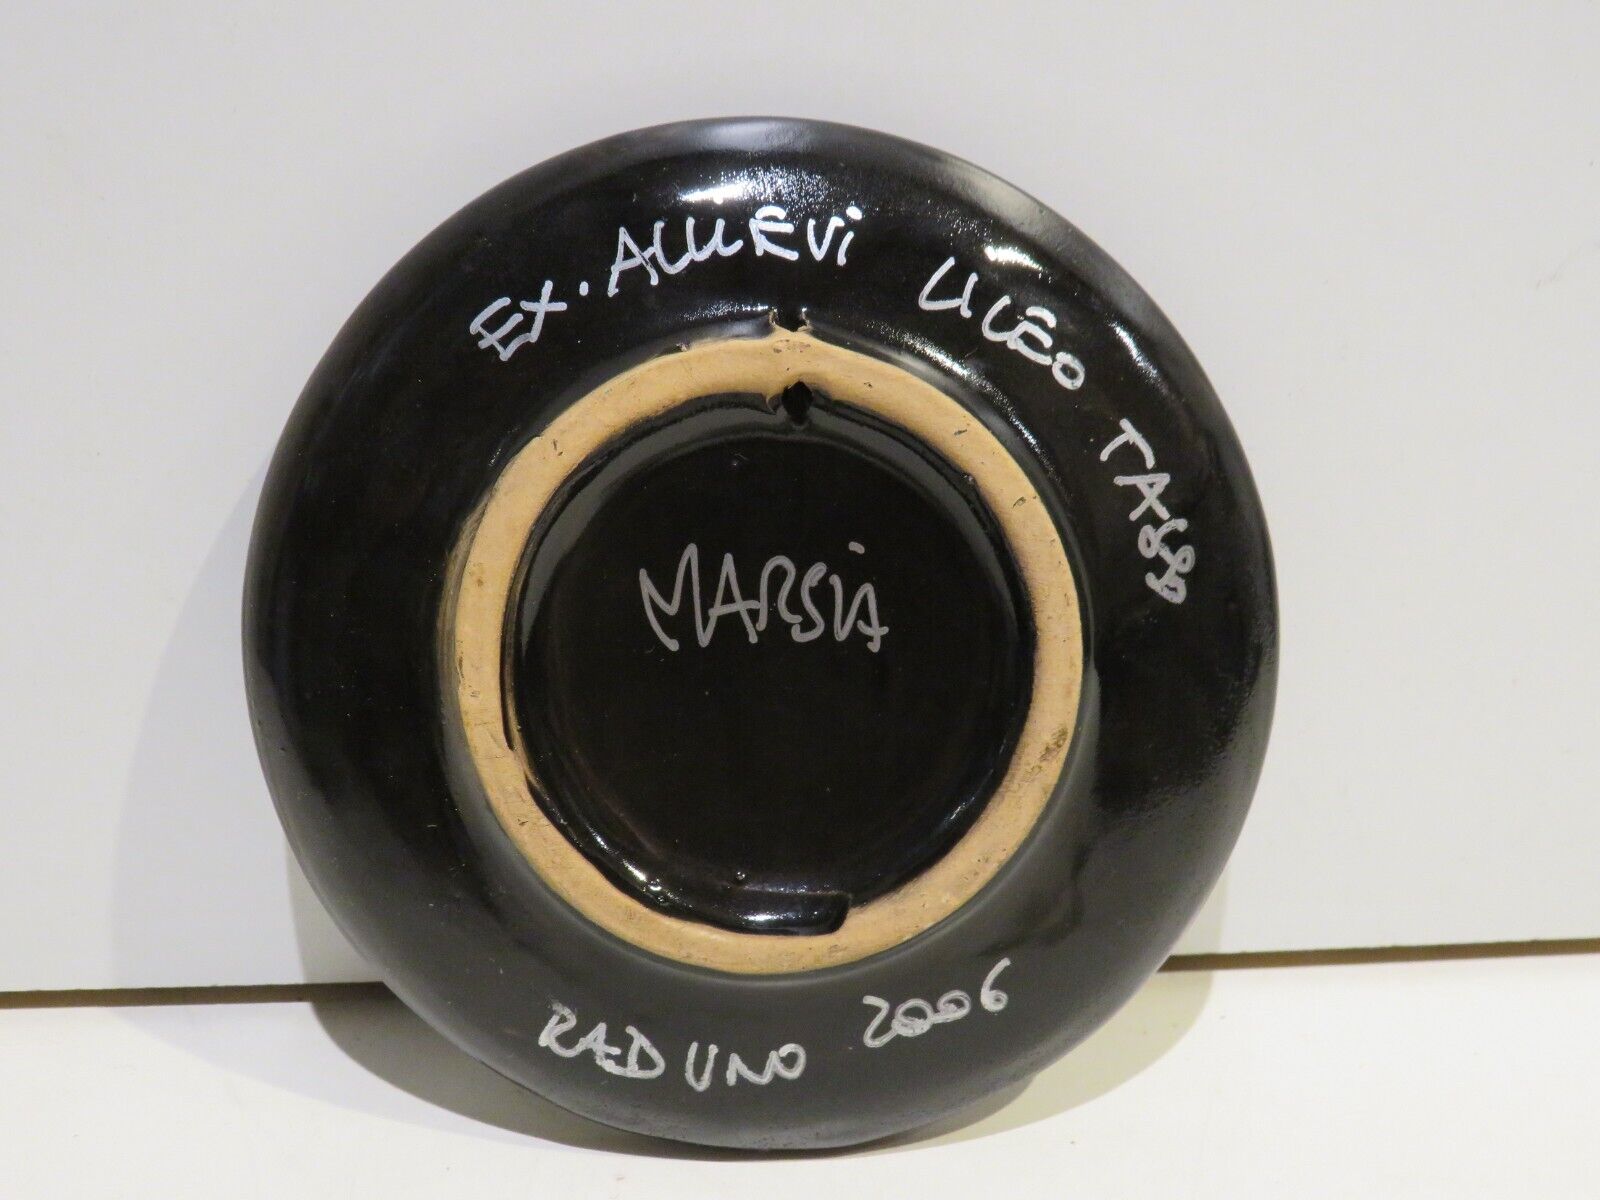 EX. ALLIEVI LICEO TASSO
MARSIA
RADUNO 2006